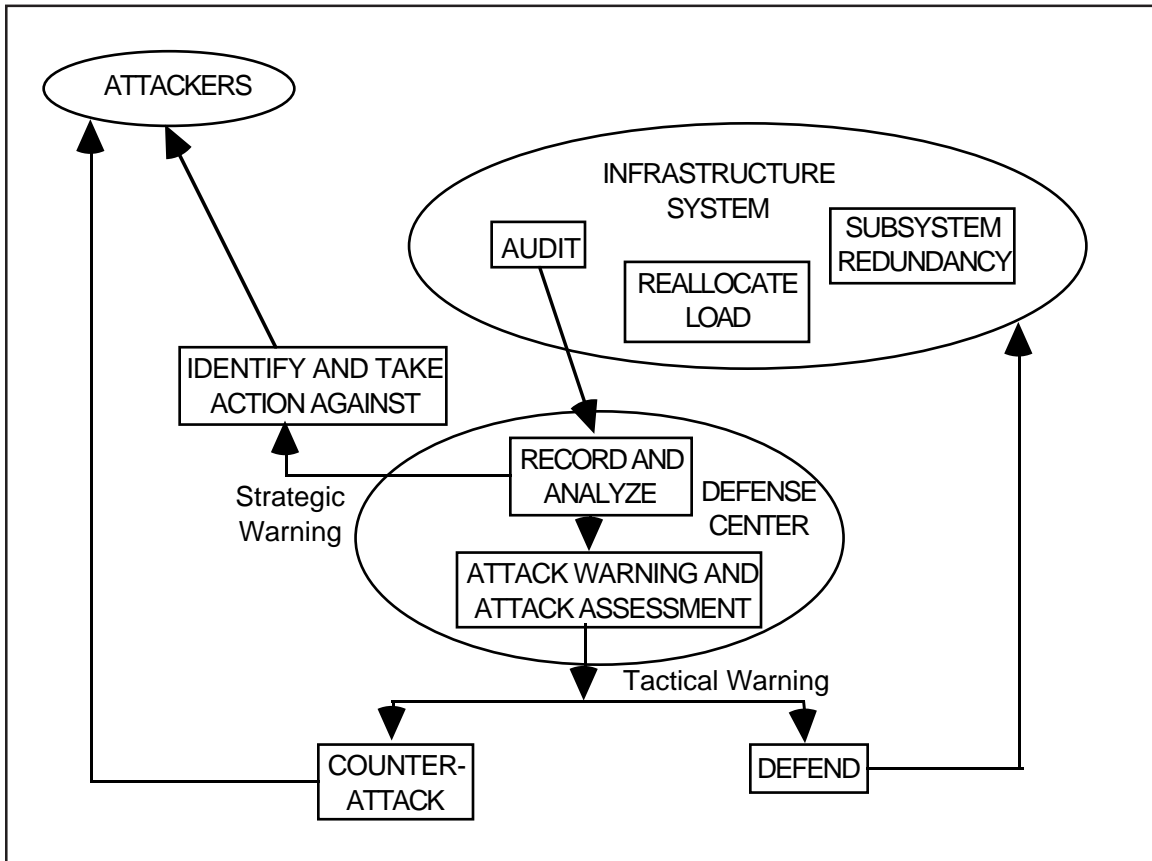 ATTACKERS
INFRASTRUCTURE
SYSTEM
SUBSYSTEM
REDUNDANCY
AUDIT
REALLOCATE
LOAD
IDENTIFY AND TAKE
ACTION AGAINST
RECORD AND
ANALYZE
DEFENSE
CENTER
Strategic
Warning
ATTACK WARNING AND
ATTACK ASSESSMENT
Tactical Warning
COUNTER-
ATTACK
DEFEND